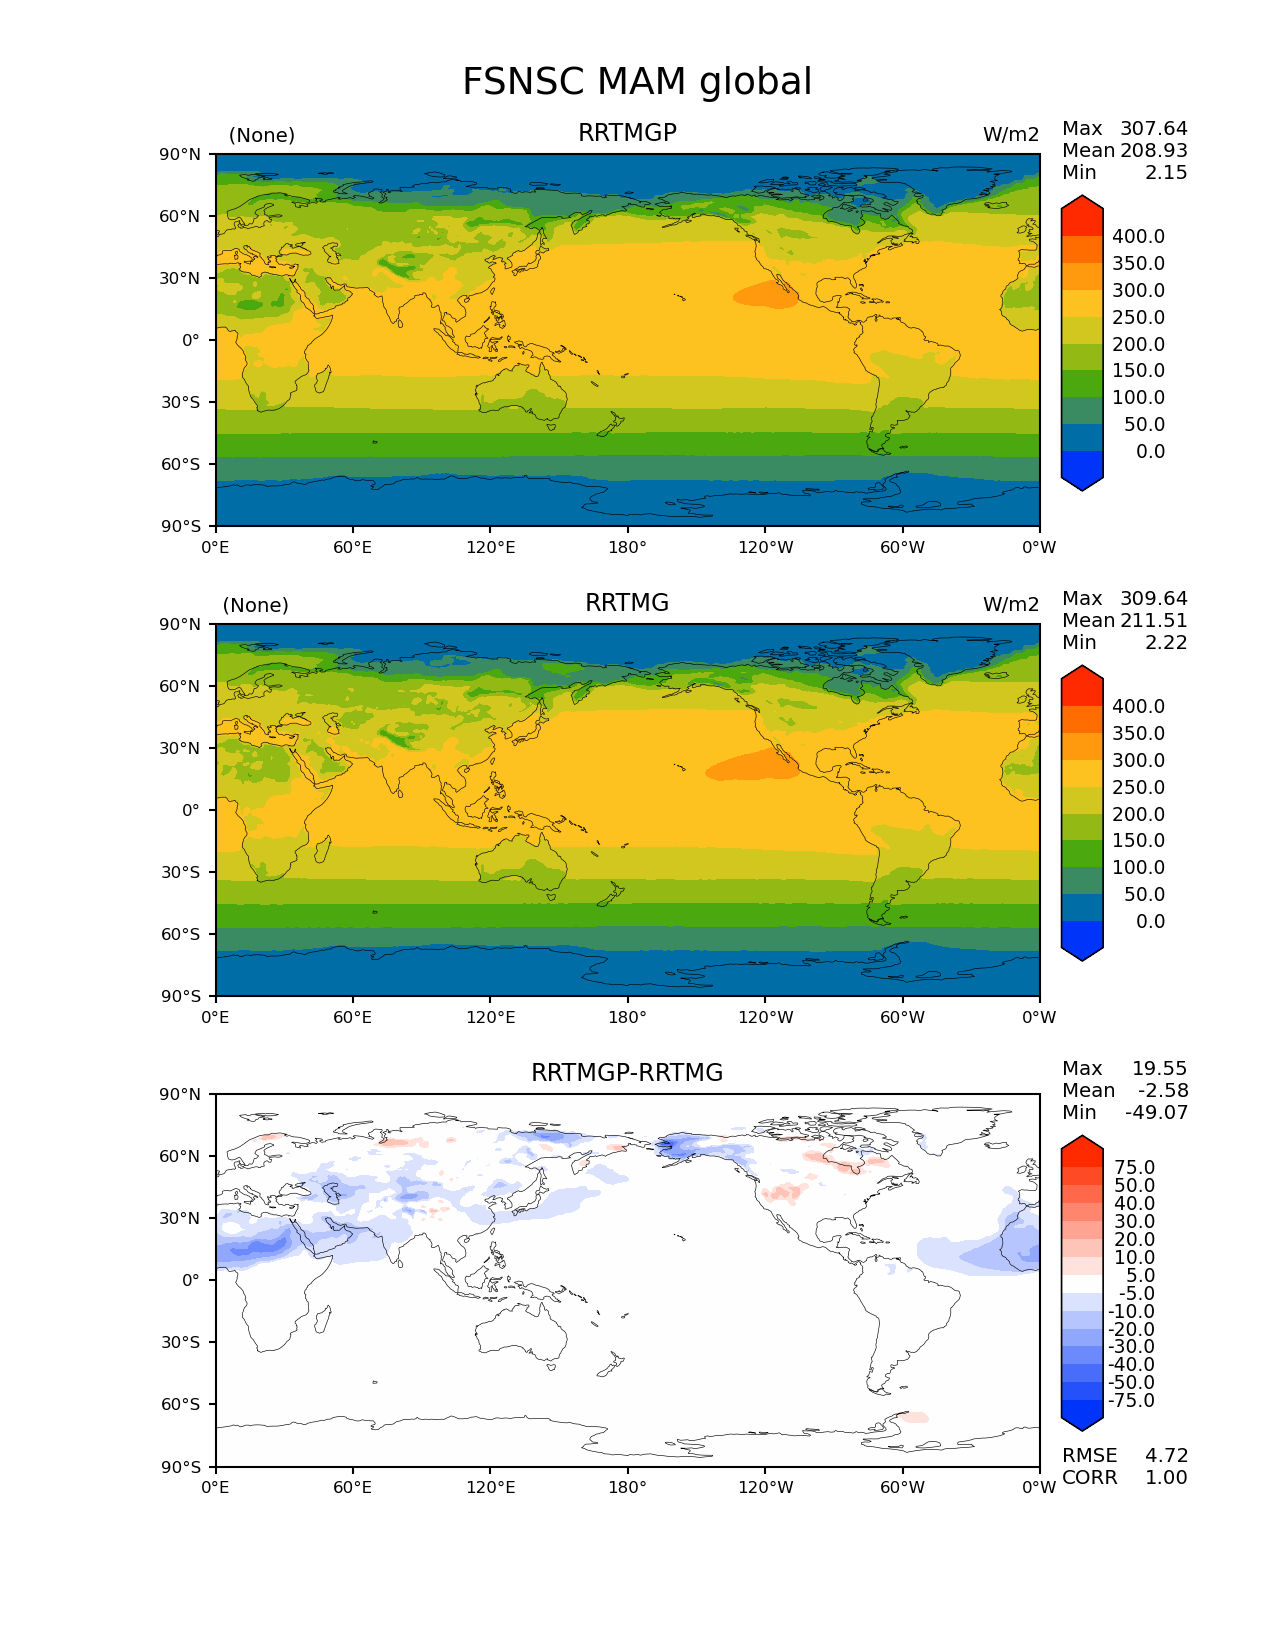 FSNSC MAM global
(None) RRTMGP W/m2
Max 307.64
Mean 208.93
Min 2.15
90°N
60°N
30°N
0°
30°S
60°S
90°S
0°E 60°E 120°E 180° 120°W 60°W 0°W
400.0
350.0
300.0
250.0
200.0
150.0
100.0
50.0
0.0
(None) RRTMG W/m2
Max 309.64
Mean 211.51
Min 2.22
90°N
60°N
30°N
0°
30°S
60°S
90°S
0°E 60°E 120°E 180° 120°W 60°W 0°W
400.0
350.0
300.0
250.0
200.0
150.0
100.0
50.0
0.0
RRTMGP-RRTMG
Max 19.55
Mean -2.58
Min -49.07
90°N
60°N
30°N
0°
30°S
60°S
90°S
0°E 60°E 120°E 180° 120°W 60°W 0°W
75.0
50.0
40.0
30.0
20.0
10.0
5.0
-5.0
-10.0
-20.0
-30.0
-40.0
-50.0
-75.0
RMSE 4.72
CORR 1.00